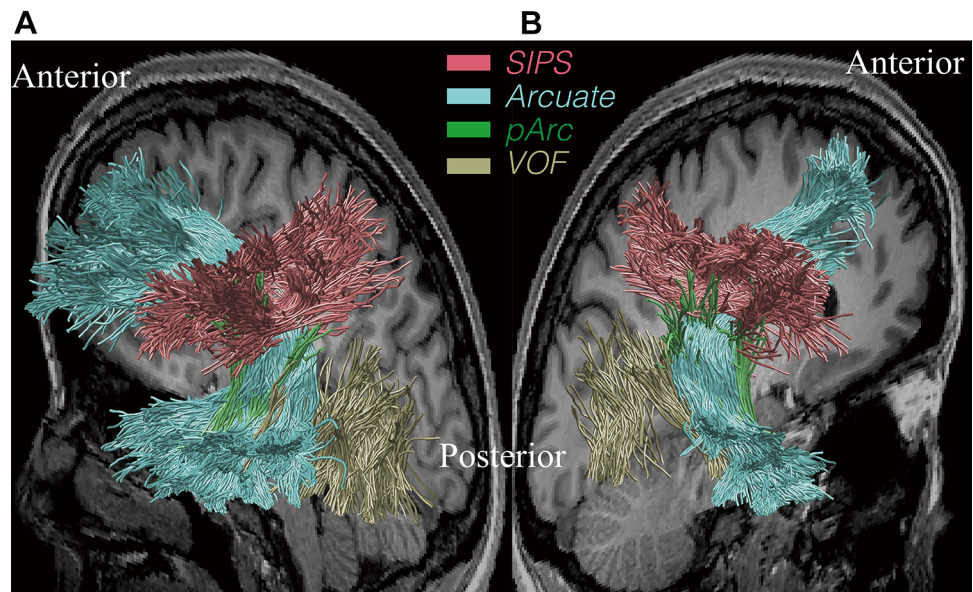 A
B
Anterior
Anterior
SIPS
Arcuate
pArc
VOF
Posterior